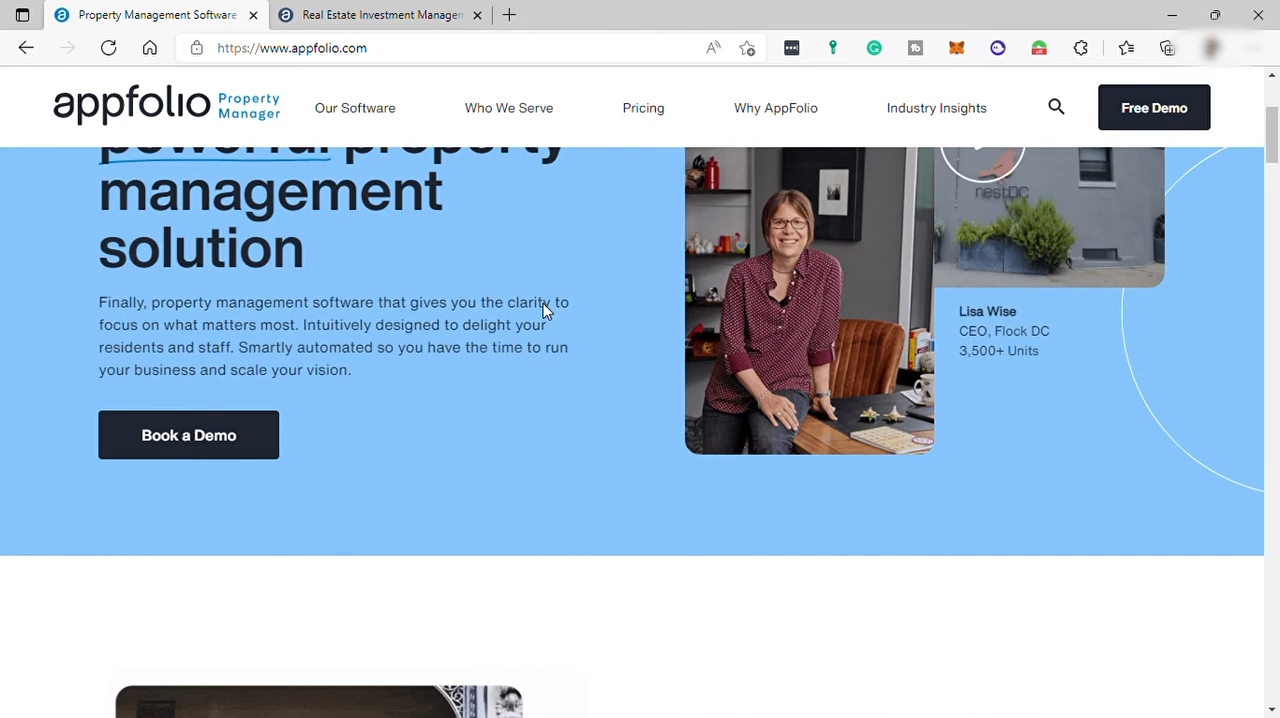 Property Management Software
Real Estate Investment Manager
https://www.appfolio.com
appfolio Property Manager
Our Software
Who We Serve
Pricing
Why AppFolio
Industry Insights
Free Demo
powerful property
management
solution
Finally, property management software that gives you the clarity to
focus on what matters most. Intuitively designed to delight your
residents and staff. Smartly automated so you have the time to run
your business and scale your vision.
Book a Demo
nestDC
Lisa Wise
CEO, Flock DC
3,500+ Units